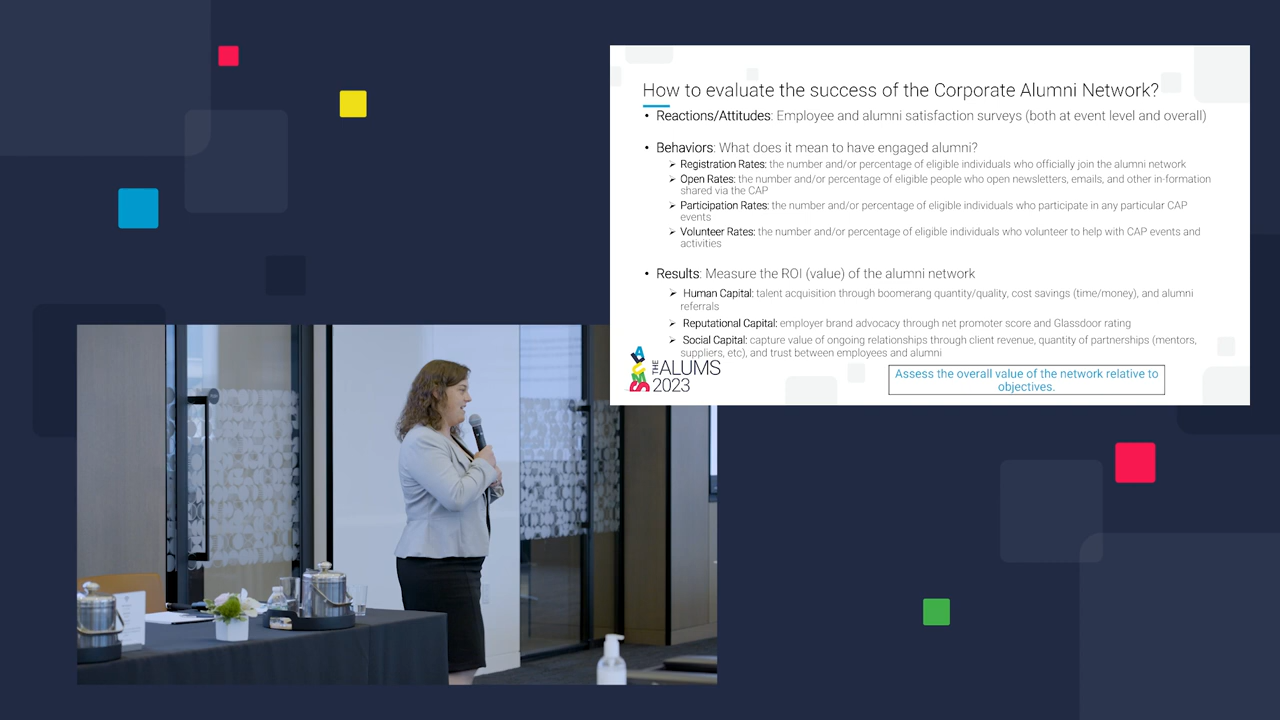 How to evaluate the success of the Corporate Alumni Network?
• Reactions/Attitudes: Employee and alumni satisfaction surveys (both at event level and overall)
• Behaviors: What does it mean to have engaged alumni?
➢ Registration Rates: the number and/or percentage of eligible individuals who officially join the alumni network
➢ Open Rates: the number and/or percentage of eligible people who open newsletters, emails, and other in-formation
shared via the CAP
➢ Participation Rates: the number and/or percentage of eligible individuals who participate in any particular CAP
events
➢ Volunteer Rates: the number and/or percentage of eligible individuals who volunteer to help with CAP events and
activities
• Results: Measure the ROI (value) of the alumni network
➢ Human Capital: talent acquisition through boomerang quantity/quality, cost savings (time/money), and alumni
referrals
➢ Reputational Capital: employer brand advocacy through net promoter score and Glassdoor rating
➢ Social Capital: capture value of ongoing relationships through client revenue, quantity of partnerships (mentors,
suppliers, etc), and trust between employees and alumni
THE ALUMS
2023
Assess the overall value of the network relative to
objectives.